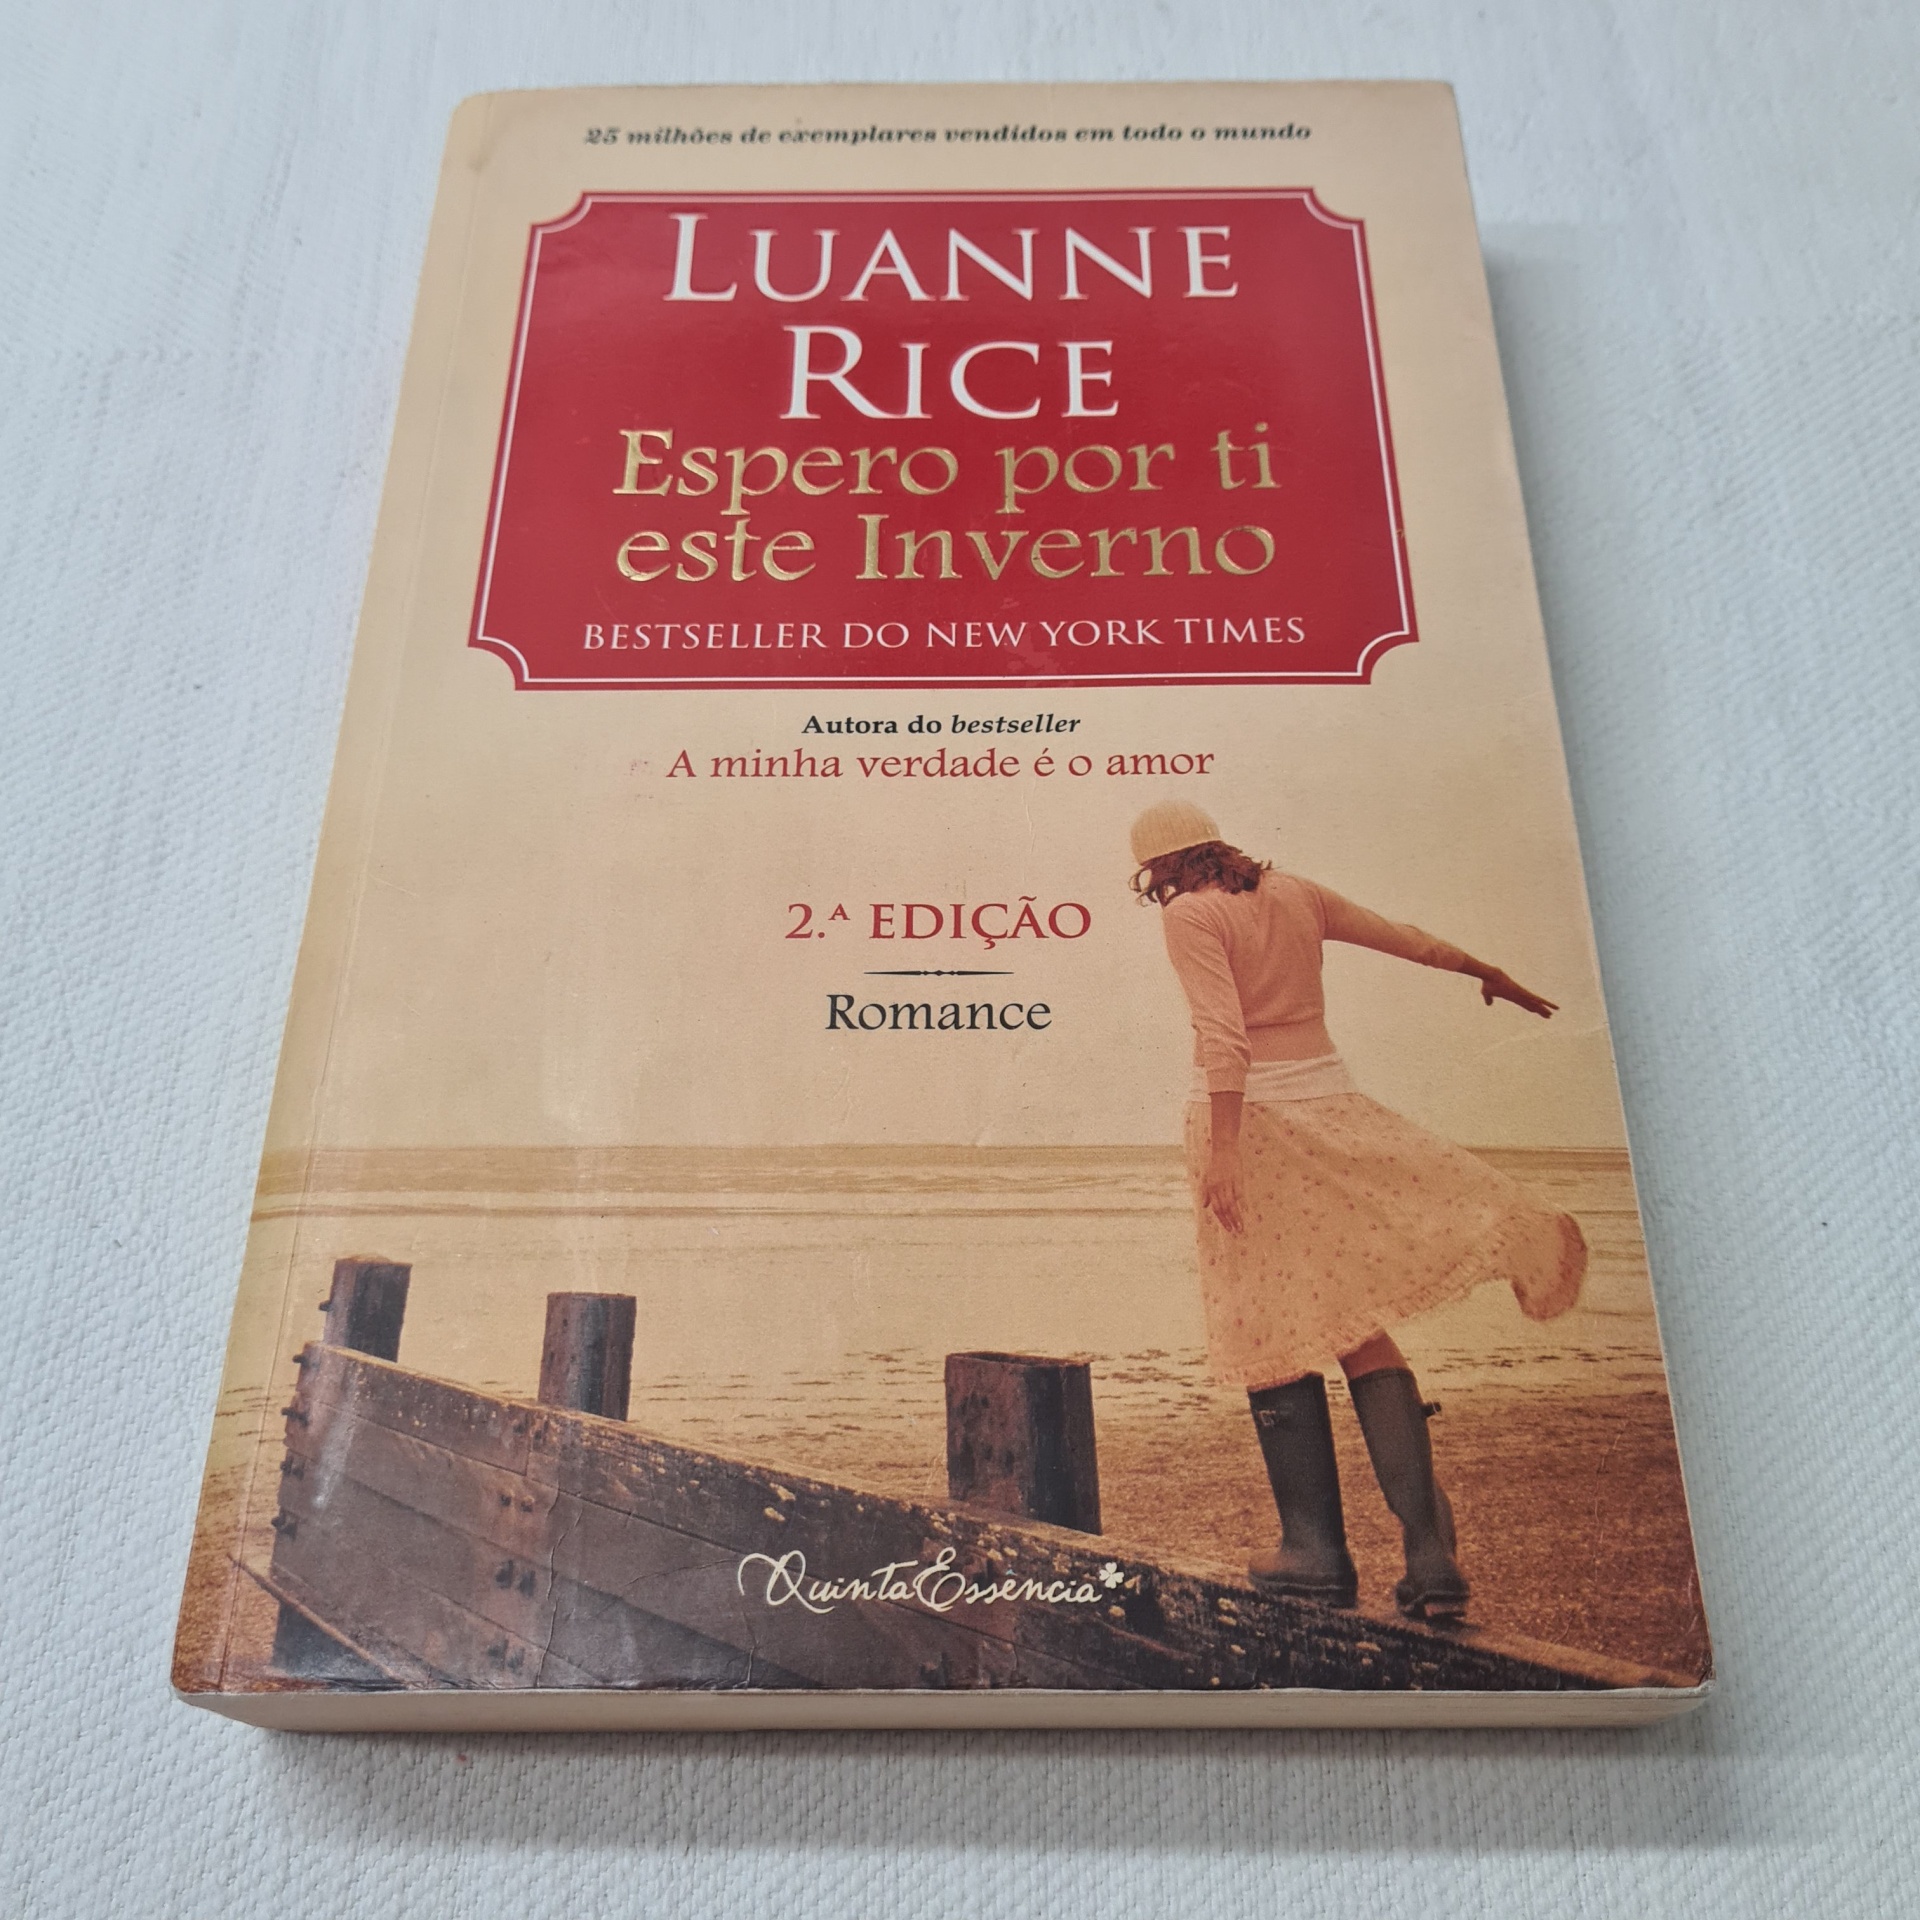 25 milhões de exemplares vendidos em todo o mundo
LUANNE
RICE
Espero por ti
este Inverno
BESTSELLER DO NEW YORK TIMES
Autora do bestseller
A minha verdade é o amor
2.ª EDIÇÃO
Romance
QuintaEssência